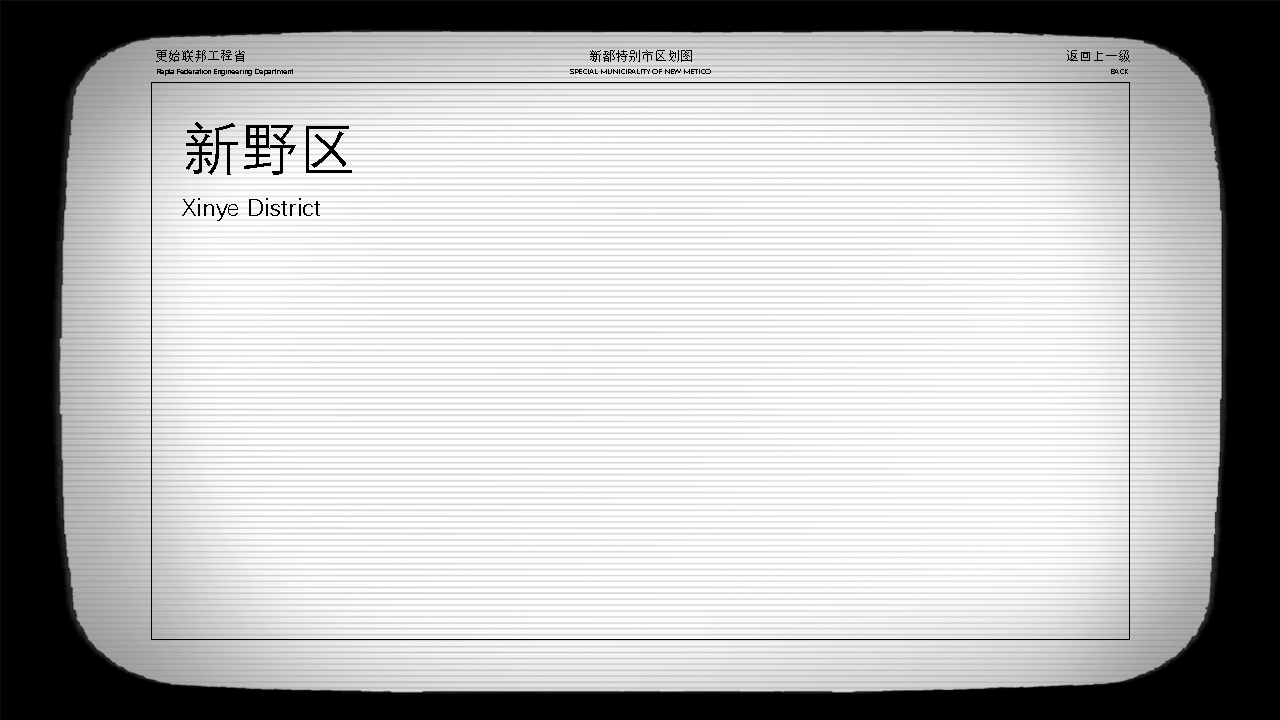 更始联邦工程省
Repia Federation Engineering Department
新都特别市区划图
SPECIAL MUNICIPALITY OF NEW METICO
返回上一级
BACK
新野区
Xinye District